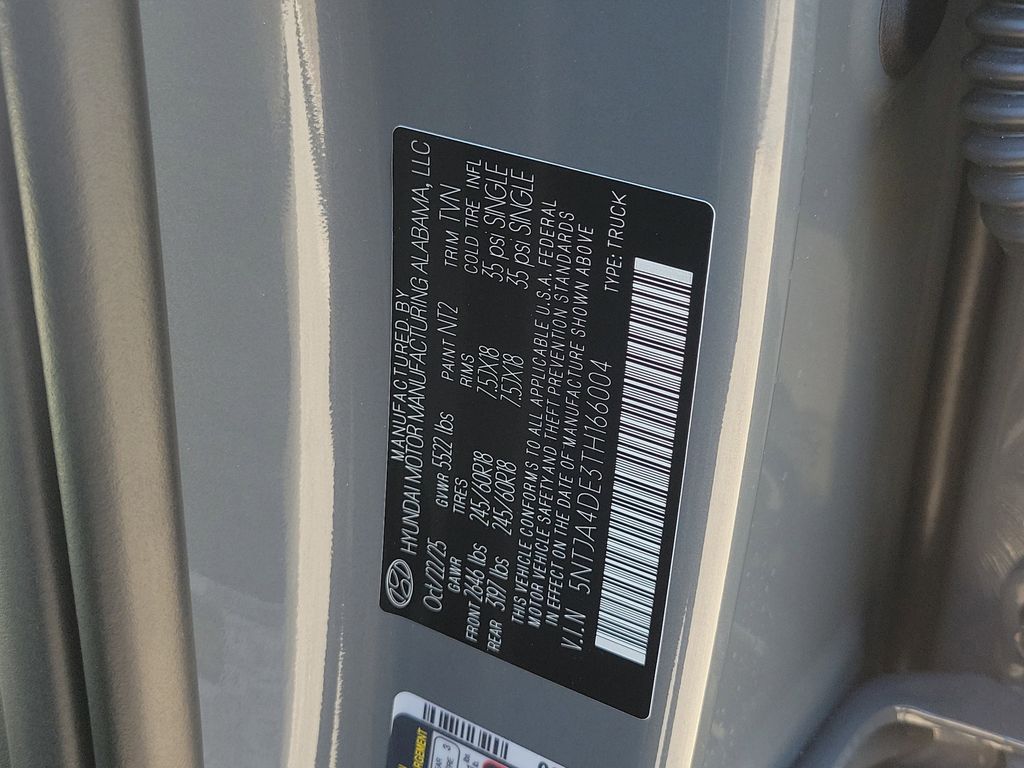 MANUFACTURED BY
HYUNDAI MOTOR MANUFACTURING ALABAMA, LLC
Oct/22/25 GVWR 5522 lbs PAINT NT2 TRIM TVN
GAWR TIRES RIMS COLD TIRE INFL
FRONT 2646 lbs 245/60R18 7.5JX18 35 psi SINGLE
REAR 3197 lbs 245/60R18 7.5JX18 35 psi SINGLE
THIS VEHICLE CONFORMS TO ALL APPLICABLE U.S.A. FEDERAL
MOTOR VEHICLE SAFETY AND THEFT PREVENTION STANDARDS
IN EFFECT ON THE DATE OF MANUFACTURE SHOWN ABOVE
V.I.N 5NTJA4DE3TH166004 TYPE: TRUCK